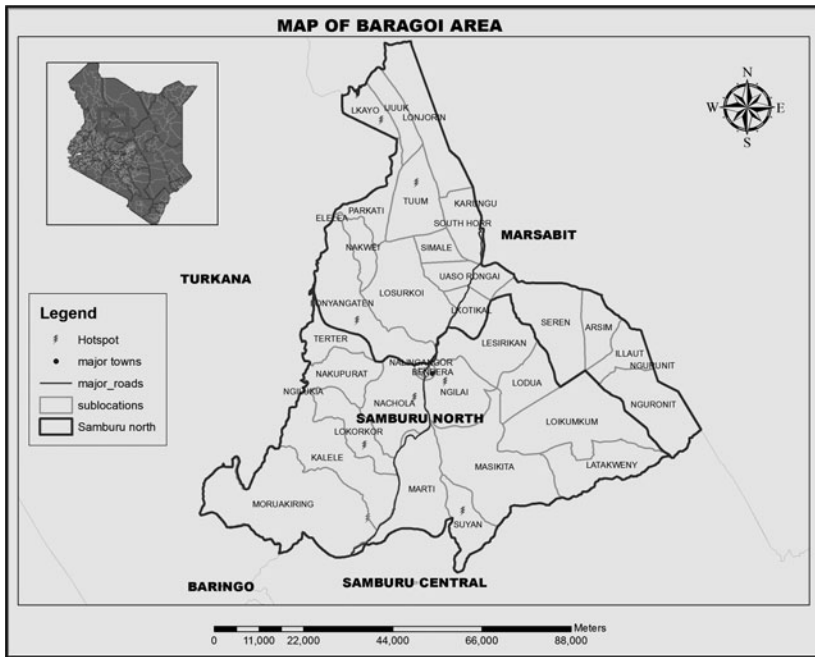 MAP OF BARAGOI AREA
N
W
E
S
LKAYO
UUUK
LONJORIN
TUUM
KARUNGU
PARKATI
ELELEA
SOUTH HORR
MARSABIT
NAKWEI
SIMALE
UASO RONGAI
TURKANA
LOSURKOI
LONYANGATEN
LKOTIKAL
SEREN
ARSIM
Legend
Hotspot
major towns
major_roads
sublocations
Samburu north
TERTER
LESIRIKAN
ILLAUT
NGURUNIT
NAKUPURAT
NGILAI
LODUA
NGURONIT
NACHOLA
SAMBURU NORTH
LOIKUMKUM
LOKORKOR
KALELE
MASIKITA
LATAKWENY
MORUAKIRING
MARTI
SUYAN
BARINGO
SAMBURU CENTRAL
Meters
0 11,000 22,000 44,000 66,000 88,000